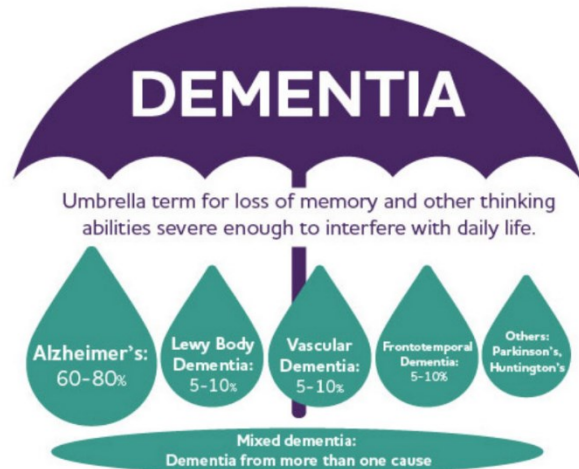 DEMENTIA
Umbrella term for loss of memory and other thinking
abilities severe enough to interfere with daily life.
Alzheimer's:
60-80%
Lewy Body
Dementia:
5-10%
Vascular
Dementia:
5-10%
Frontotemporal
Dementia:
5-10%
Others:
Parkinson's,
Huntington's
Mixed dementia:
Dementia from more than one cause